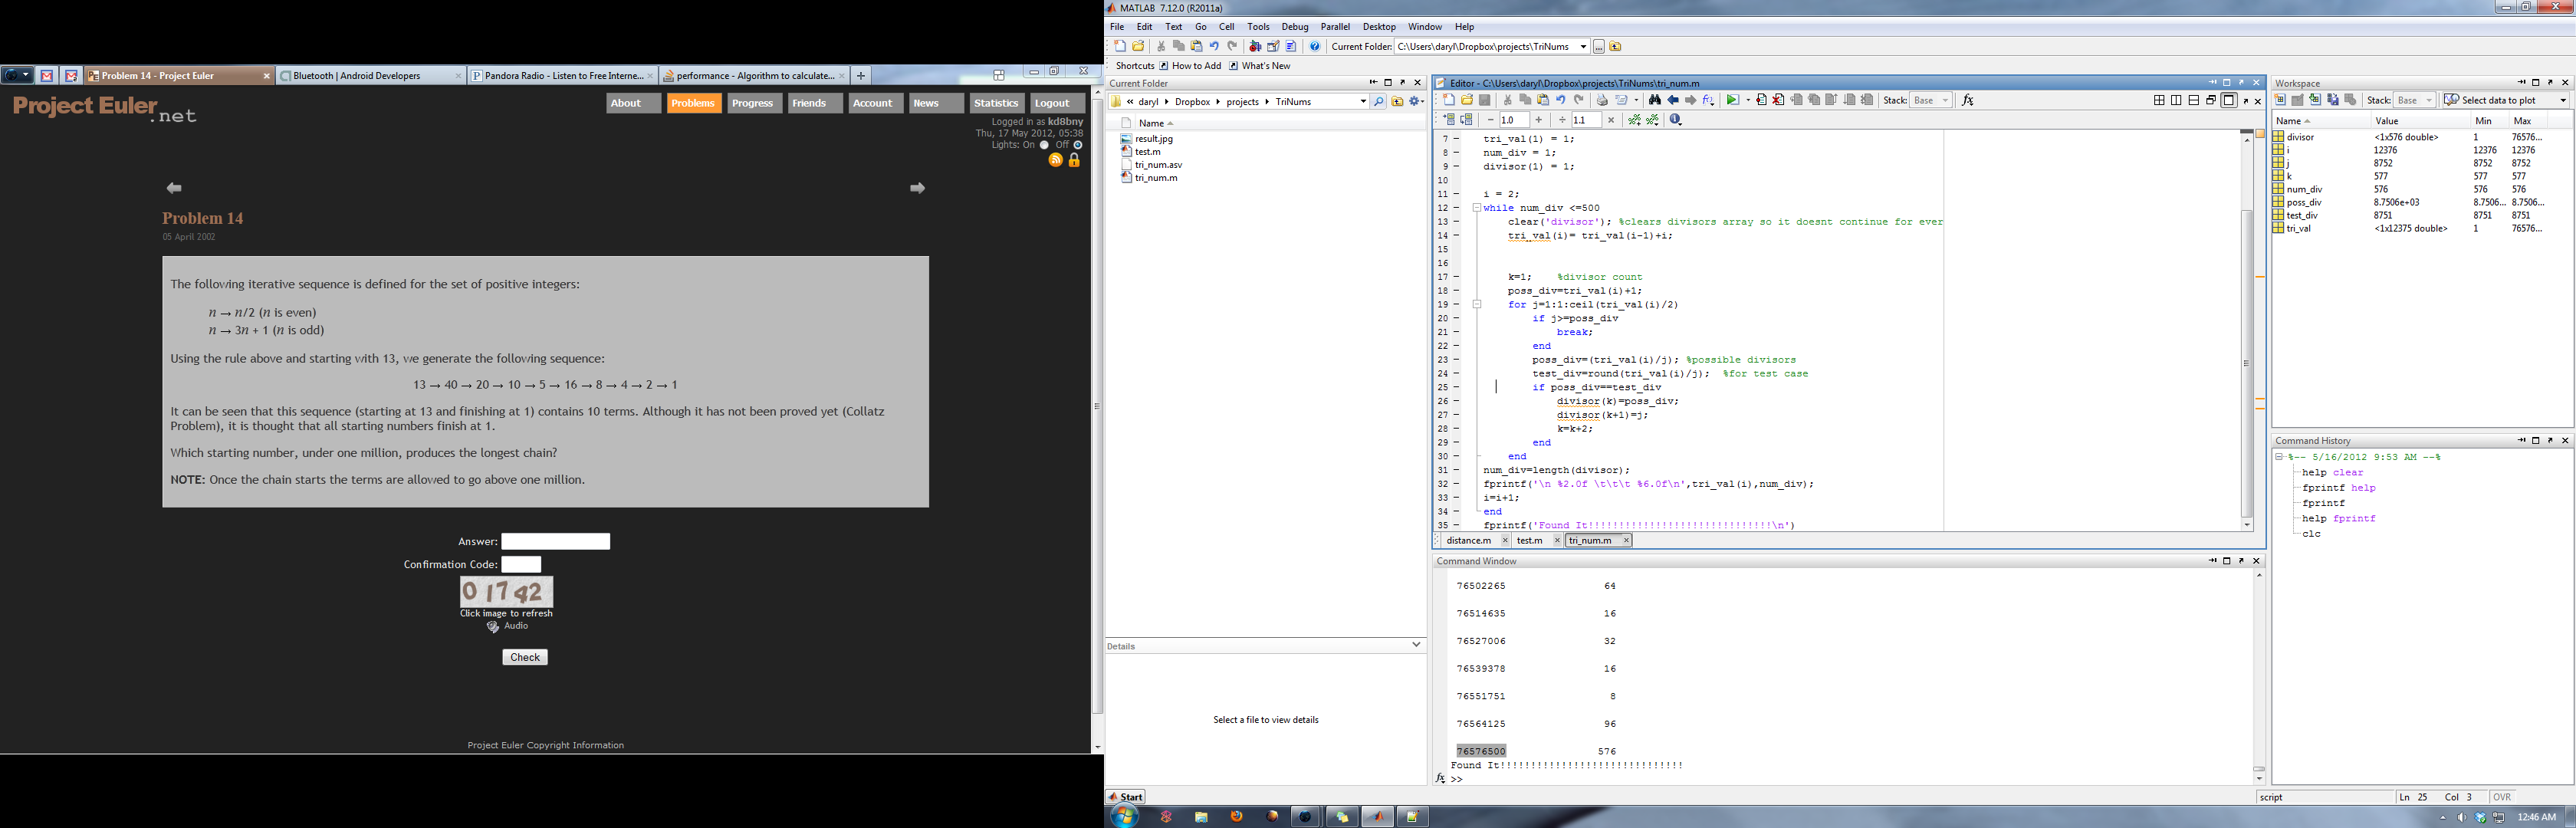 Problem 14 - Project Euler
Bluetooth | Android Developers
Pandora Radio - Listen to Free Interne...
performance - Algorithm to calculate...
Project Euler
.net
About
Problems
Progress
Friends
Account
News
Statistics
Logout
Logged in as kd8bny
Thu, 17 May 2012, 05:38
Lights: On Off
Problem 14
05 April 2002
The following iterative sequence is defined for the set of positive integers:
n → n/2 (n is even)
n → 3n + 1 (n is odd)
Using the rule above and starting with 13, we generate the following sequence:
13 → 40 → 20 → 10 → 5 → 16 → 8 → 4 → 2 → 1
It can be seen that this sequence (starting at 13 and finishing at 1) contains 10 terms. Although it has not been proved yet (Collatz
Problem), it is thought that all starting numbers finish at 1.
Which starting number, under one million, produces the longest chain?
NOTE: Once the chain starts the terms are allowed to go above one million.
Answer:
Confirmation Code:
01742
Click image to refresh
Audio
Check
Project Euler Copyright Information
MATLAB 7.12.0 (R2011a)
File Edit Text Go Cell Tools Debug Parallel Desktop Window Help
Current Folder: C:\Users\daryl\Dropbox\projects\TriNums
Shortcuts How to Add What's New
Current Folder
« daryl Dropbox projects TriNums
Name
result.jpg
test.m
tri_num.asv
tri_num.m
Details
Select a file to view details
Editor - C:\Users\daryl\Dropbox\projects\TriNums\tri_num.m
Stack: Base fx
− 1.0 + ÷ 1.1 ×
7 – tri_val(1) = 1;
8 – num_div = 1;
9 – divisor(1) = 1;
10
11 – i = 2;
12 – while num_div <=500
13 – clear('divisor'); %clears divisors array so it doesnt continue for ever
14 – tri_val(i)= tri_val(i-1)+i;
15
16
17 – k=1; %divisor count
18 – poss_div=tri_val(i)+1;
19 – for j=1:1:ceil(tri_val(i)/2)
20 – if j>=poss_div
21 – break;
22 – end
23 – poss_div=(tri_val(i)/j); %possible divisors
24 – test_div=round(tri_val(i)/j); %for test case
25 – if poss_div==test_div
26 – divisor(k)=poss_div;
27 – divisor(k+1)=j;
28 – k=k+2;
29 – end
30 – end
31 – num_div=length(divisor);
32 – fprintf('\n %2.0f \t\t\t %6.0f\n',tri_val(i),num_div);
33 – i=i+1;
34 – end
35 – fprintf('Found It!!!!!!!!!!!!!!!!!!!!!!!!!!!!!!\n')
distance.m test.m tri_num.m
Command Window
76502265 64
76514635 16
76527006 32
76539378 16
76551751 8
76564125 96
76576500 576
Found It!!!!!!!!!!!!!!!!!!!!!!!!!!!!!!
fx >>
Workspace
Stack: Base Select data to plot
Name Value Min Max
divisor <1x576 double> 1 76576...
i 12376 12376 12376
j 8752 8752 8752
k 577 577 577
num_div 576 576 576
poss_div 8.7506e+03 8.7506... 8.7506...
test_div 8751 8751 8751
tri_val <1x12375 double> 1 76576...
Command History
%-- 5/16/2012 9:53 AM --%
help clear
fprintf help
fprintf
help fprintf
clc
Start
script Ln 25 Col 3 OVR
12:46 AM